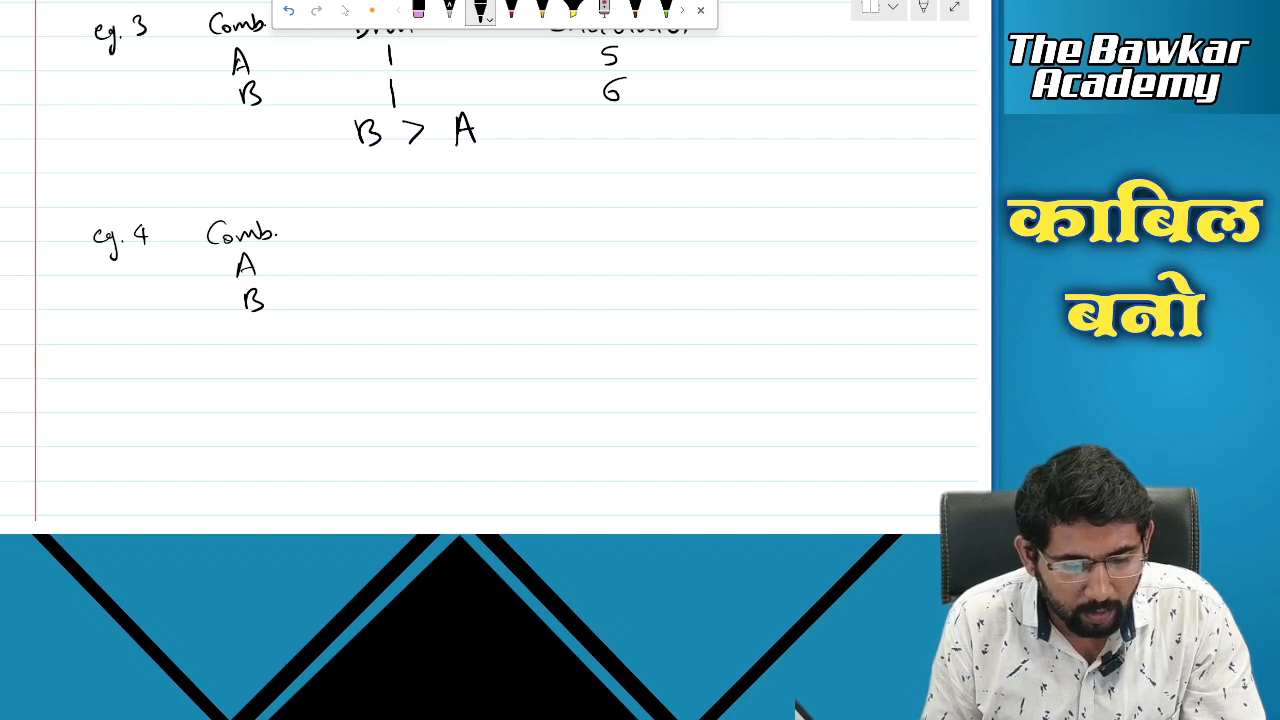 eg. 3 Comb.
A 1 5
B 1 6
B > A
eg. 4 Comb.
A
B
The Bawkar
Academy
काबिल
बनो